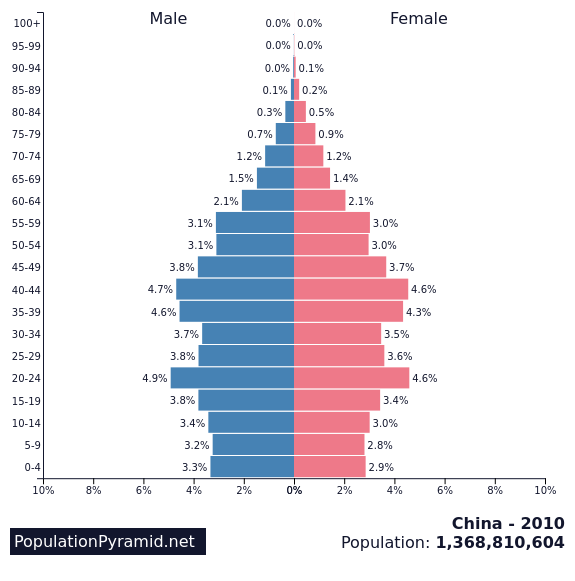 Male Female
100+ 0.0% 0.0%
95-99 0.0% 0.0%
90-94 0.0% 0.1%
85-89 0.1% 0.2%
80-84 0.3% 0.5%
75-79 0.7% 0.9%
70-74 1.2% 1.2%
65-69 1.5% 1.4%
60-64 2.1% 2.1%
55-59 3.1% 3.0%
50-54 3.1% 3.0%
45-49 3.8% 3.7%
40-44 4.7% 4.6%
35-39 4.6% 4.3%
30-34 3.7% 3.5%
25-29 3.8% 3.6%
20-24 4.9% 4.6%
15-19 3.8% 3.4%
10-14 3.4% 3.0%
5-9 3.2% 2.8%
0-4 3.3% 2.9%
10% 8% 6% 4% 2% 0% 2% 4% 6% 8% 10%
China - 2010
PopulationPyramid.net Population: 1,368,810,604